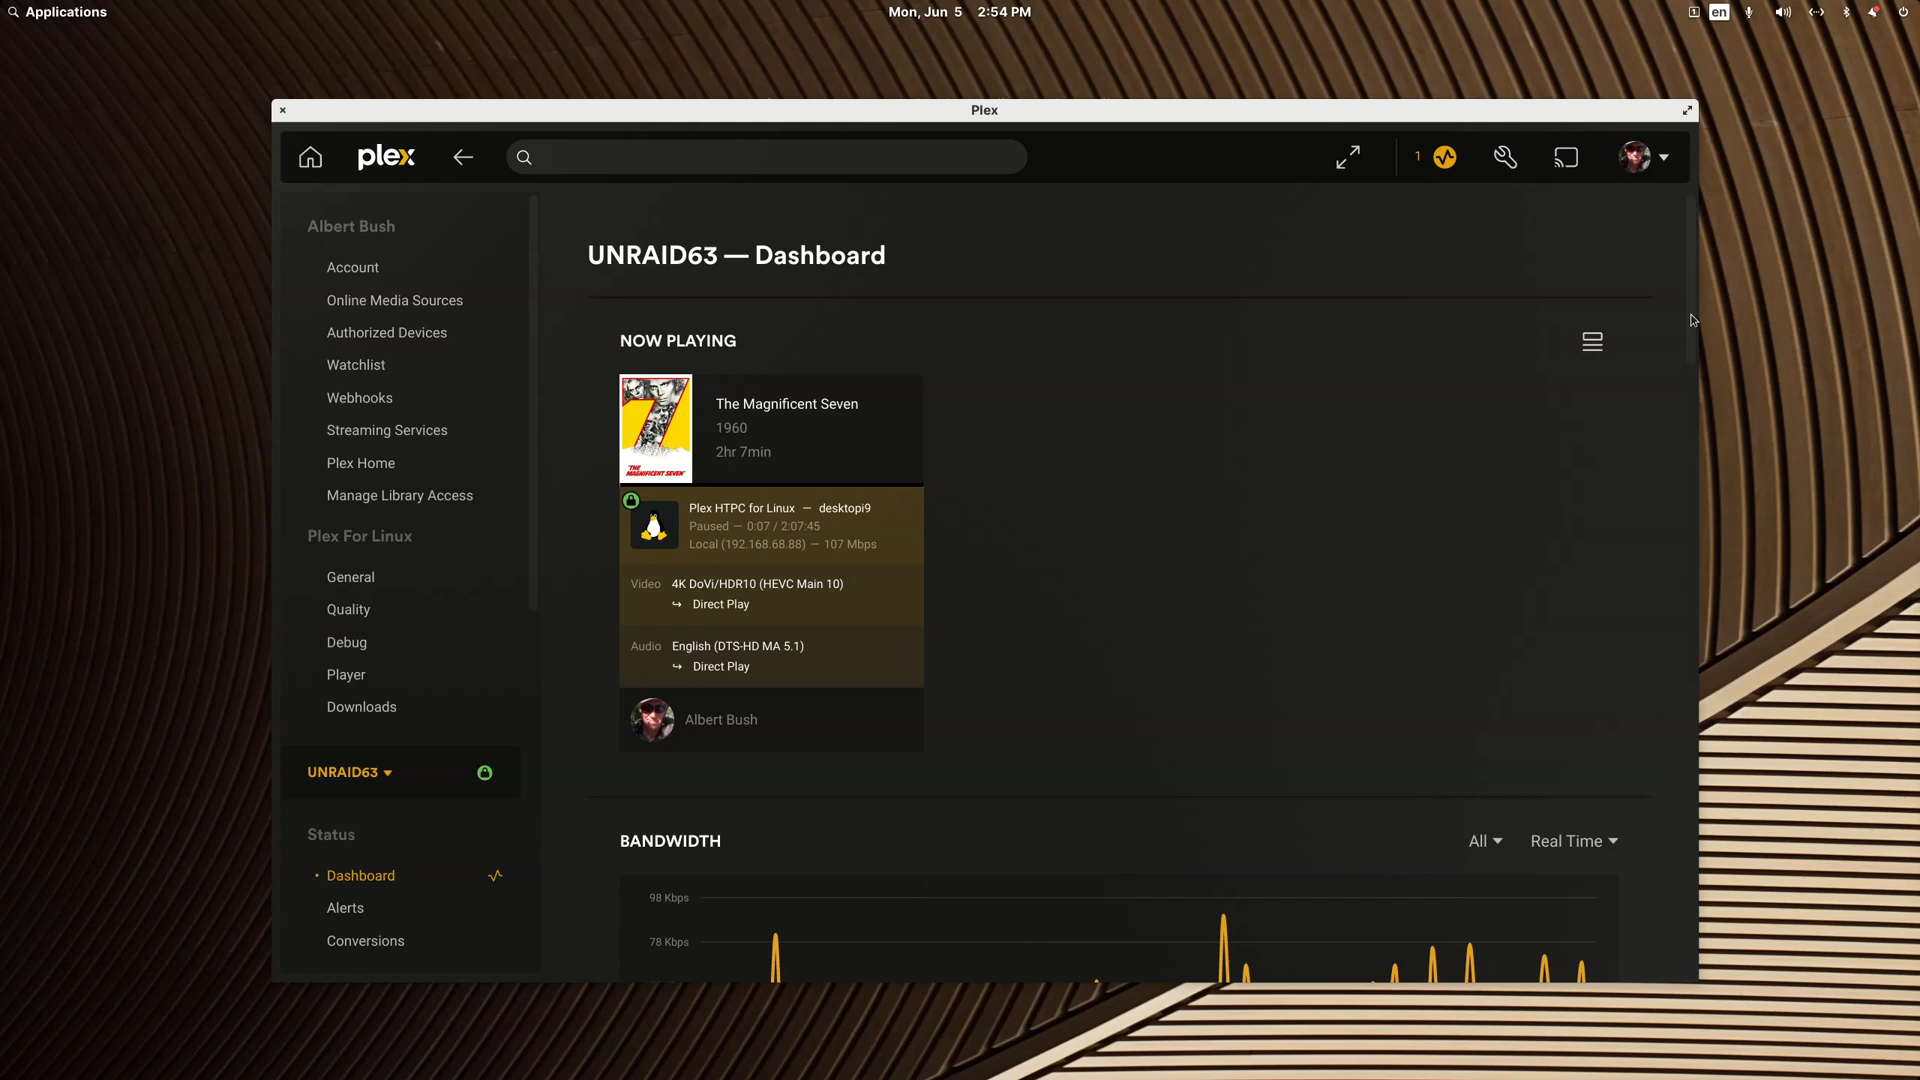 Applications
Mon, Jun 5 2:54 PM
1
en
Plex
plex
1
Albert Bush
Account
Online Media Sources
Authorized Devices
Watchlist
Webhooks
Streaming Services
Plex Home
Manage Library Access
Plex For Linux
General
Quality
Debug
Player
Downloads
UNRAID63
Status
Dashboard
Alerts
Conversions
UNRAID63 — Dashboard
NOW PLAYING
7
THE
MAGNIFICENT SEVEN
The Magnificent Seven
1960
2hr 7min
Plex HTPC for Linux — desktopi9
Paused — 0:07 / 2:07:45
Local (192.168.68.88) — 107 Mbps
Video 4K DoVi/HDR10 (HEVC Main 10)
↪ Direct Play
Audio English (DTS-HD MA 5.1)
↪ Direct Play
Albert Bush
BANDWIDTH
All
Real Time
98 Kbps
78 Kbps